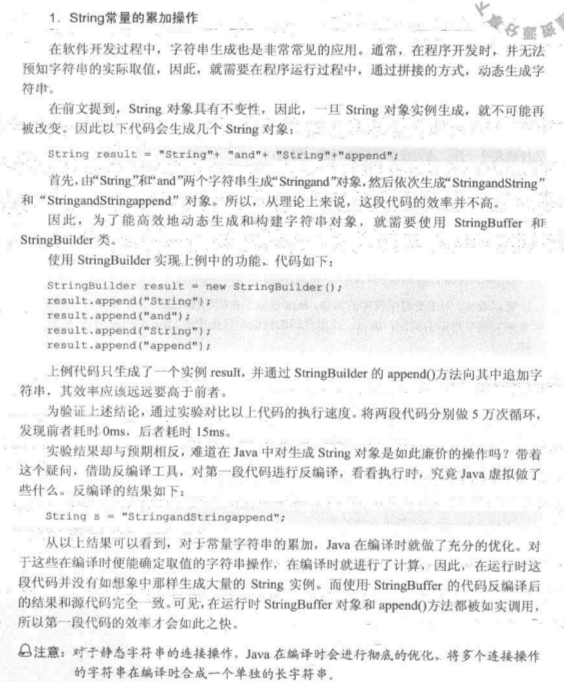 1. String常量的累加操作
在软件开发过程中，字符串生成也是非常常见的应用。通常，在程序开发时，并无法
预知字符串的实际取值，因此，就需要在程序运行过程中，通过拼接的方式，动态生成字
符串。
在前文提到，String 对象具有不变性，因此，一旦 String 对象实例生成，就不可能再
被改变。因此以下代码会生成几个 String 对象：
String result = "String"+ "and"+ "String"+"append";
首先，由“String”和“and”两个字符串生成“Stringand”对象，然后依次生成“StringandString”
和“StringandStringappend”对象。所以，从理论上来说，这段代码的效率并不高。
因此，为了能高效地动态生成和构建字符串对象，就需要使用 StringBuffer 和
StringBuilder 类。
使用 StringBuilder 实现上例中的功能。代码如下：
StringBuilder result = new StringBuilder();
result.append("String");
result.append("and");
result.append("String");
result.append("append");
上例代码只生成了一个实例 result，并通过 StringBuilder 的 append()方法向其中追加字
符串，其效率应该远远要高于前者。
为验证上述结论，通过实验对比以上代码的执行速度。将两段代码分别做 5 万次循环，
发现前者耗时 0ms，后者耗时 15ms。
实验结果却与预期相反，难道在 Java 中对生成 String 对象是如此廉价的操作吗？带着
这个疑问，借助反编译工具，对第一段代码进行反编译，看看执行时，究竟 Java 虚拟做了
些什么。反编译的结果如下：
String s = "StringandStringappend";
从以上结果可以看到，对于常量字符串的累加，Java 在编译时就做了充分的优化。对
于这些在编译时便能确定取值的字符串操作，在编译时就进行了计算，因此，在运行时这
段代码并没有如想象中那样生成大量的 String 实例。而使用 StringBuffer 的代码反编译后
的结果和源代码完全一致。可见，在运行时 StringBuffer 对象和 append()方法都被如实调用，
所以第一段代码的效率才会如此之快。
注意：对于静态字符串的连接操作，Java 在编译时会进行彻底的优化，将多个连接操作
的字符串在编译时合成一个单独的长字符串。